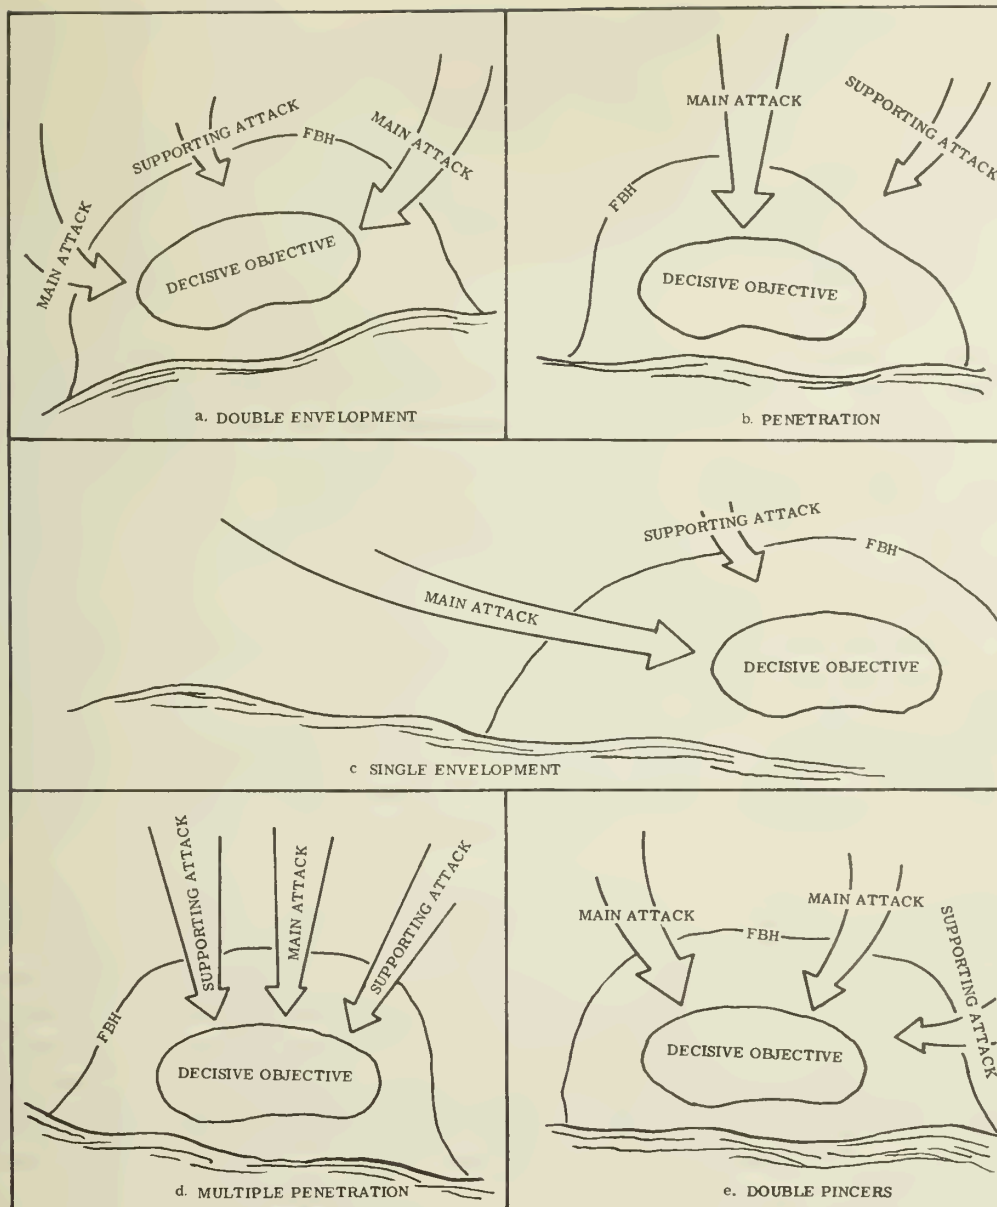 SUPPORTING ATTACK
FBH
MAIN ATTACK
MAIN ATTACK
DECISIVE OBJECTIVE
a. DOUBLE ENVELOPMENT
MAIN ATTACK
SUPPORTING ATTACK
FBH
DECISIVE OBJECTIVE
b. PENETRATION
SUPPORTING ATTACK
FBH
MAIN ATTACK
DECISIVE OBJECTIVE
c SINGLE ENVELOPMENT
SUPPORTING ATTACK
MAIN ATTACK
SUPPORTING ATTACK
FBH
DECISIVE OBJECTIVE
d. MULTIPLE PENETRATION
MAIN ATTACK
MAIN ATTACK
FBH
SUPPORTING ATTACK
DECISIVE OBJECTIVE
e. DOUBLE PINCERS